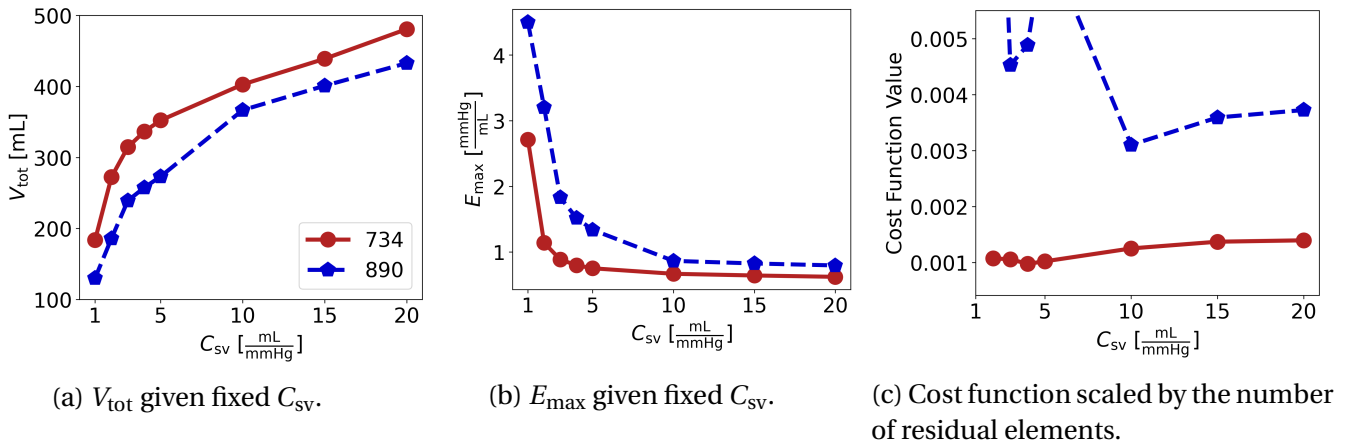 500
400
300
200
100
V_tot [mL]
734
890
1 5 10 15 20
C_sv [mL/mmHg]
(a) V_tot given fixed C_sv.
4
3
2
1
E_max [mmHg/mL]
1 5 10 15 20
C_sv [mL/mmHg]
(b) E_max given fixed C_sv.
0.005
0.004
0.003
0.002
0.001
Cost Function Value
1 5 10 15 20
C_sv [mL/mmHg]
(c) Cost function scaled by the number
of residual elements.